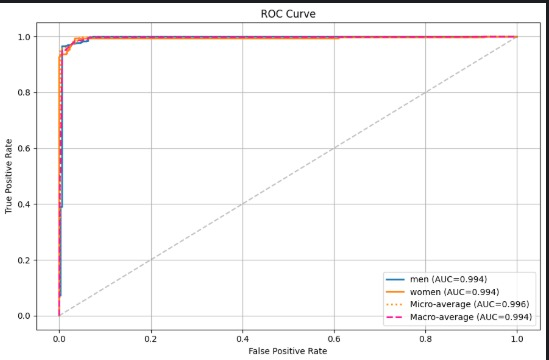 ROC Curve
True Positive Rate
1.0
0.8
0.6
0.4
0.2
0.0
0.0
0.2
0.4
0.6
0.8
1.0
False Positive Rate
men (AUC=0.994)
women (AUC=0.994)
Micro-average (AUC=0.996)
Macro-average (AUC=0.994)